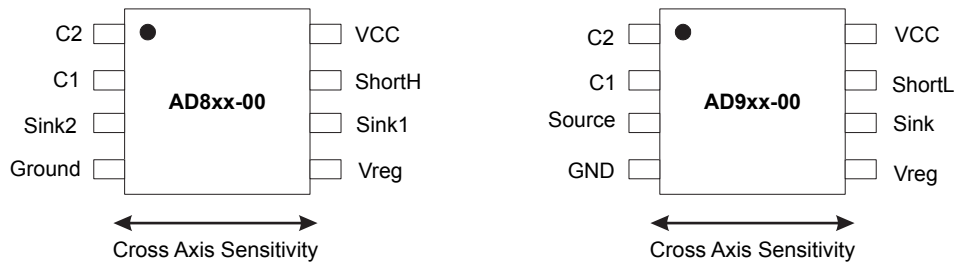 C2
VCC
C1
ShortH
AD8xx-00
Sink2
Sink1
Ground
Vreg
Cross Axis Sensitivity
C2
VCC
C1
ShortL
AD9xx-00
Source
Sink
GND
Vreg
Cross Axis Sensitivity